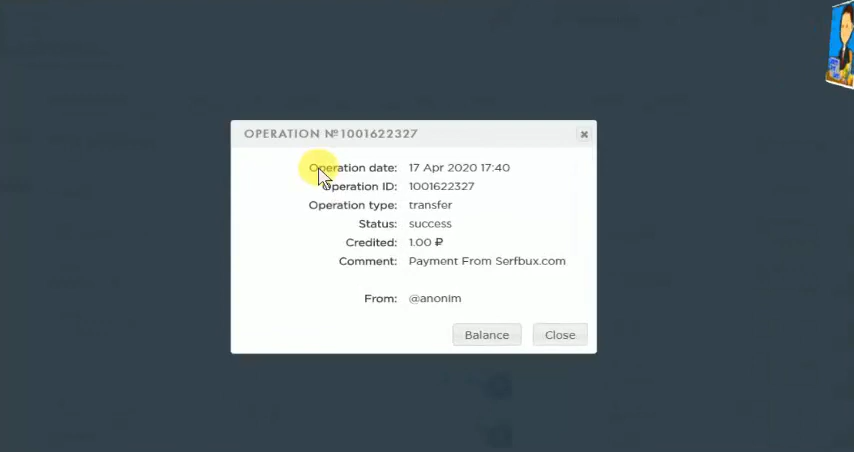 OPERATION №1001622327
Operation date: 17 Apr 2020 17:40
Operation ID: 1001622327
Operation type: transfer
Status: success
Credited: 1.00 ₽
Comment: Payment From Serfbux.com
From: @anonim
Balance Close